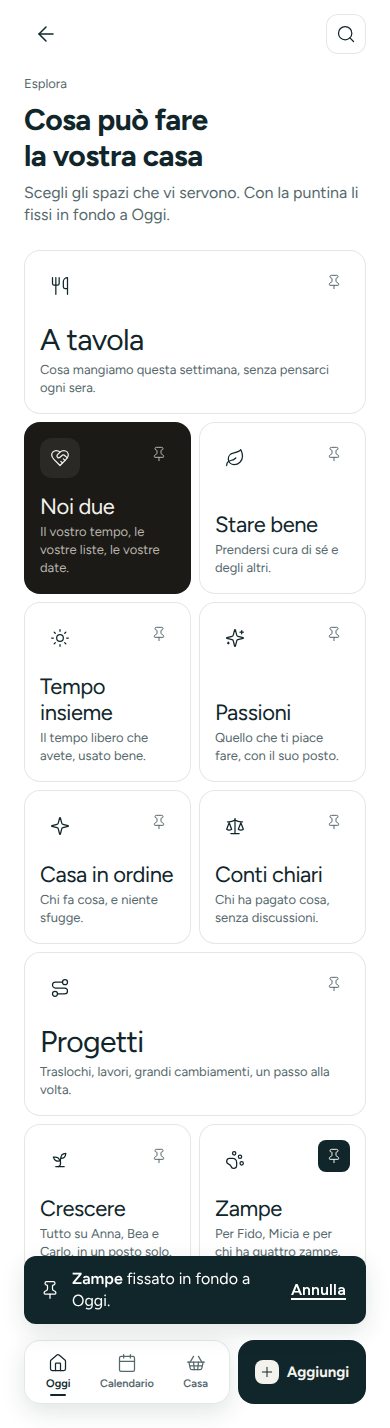 Esplora
Cosa può fare
la vostra casa
Scegli gli spazi che vi servono. Con la puntina li
fissi in fondo a Oggi.
A tavola
Cosa mangiamo questa settimana, senza pensarci
ogni sera.
Noi due
Il vostro tempo, le
vostre liste, le vostre
date.
Stare bene
Prendersi cura di sé e
degli altri.
Tempo
insieme
Il tempo libero che
avete, usato bene.
Passioni
Quello che ti piace
fare, con il suo posto.
Casa in ordine
Chi fa cosa, e niente
sfugge.
Conti chiari
Chi ha pagato cosa,
senza discussioni.
Progetti
Traslochi, lavori, grandi cambiamenti, un passo alla
volta.
Crescere
Tutto su Anna, Bea e
Carlo, in un posto solo.
Zampe
Per Fido, Micia e per
chi ha quattro zampe.
Zampe fissato in fondo a
Oggi.
Annulla
Oggi
Calendario
Casa
Aggiungi